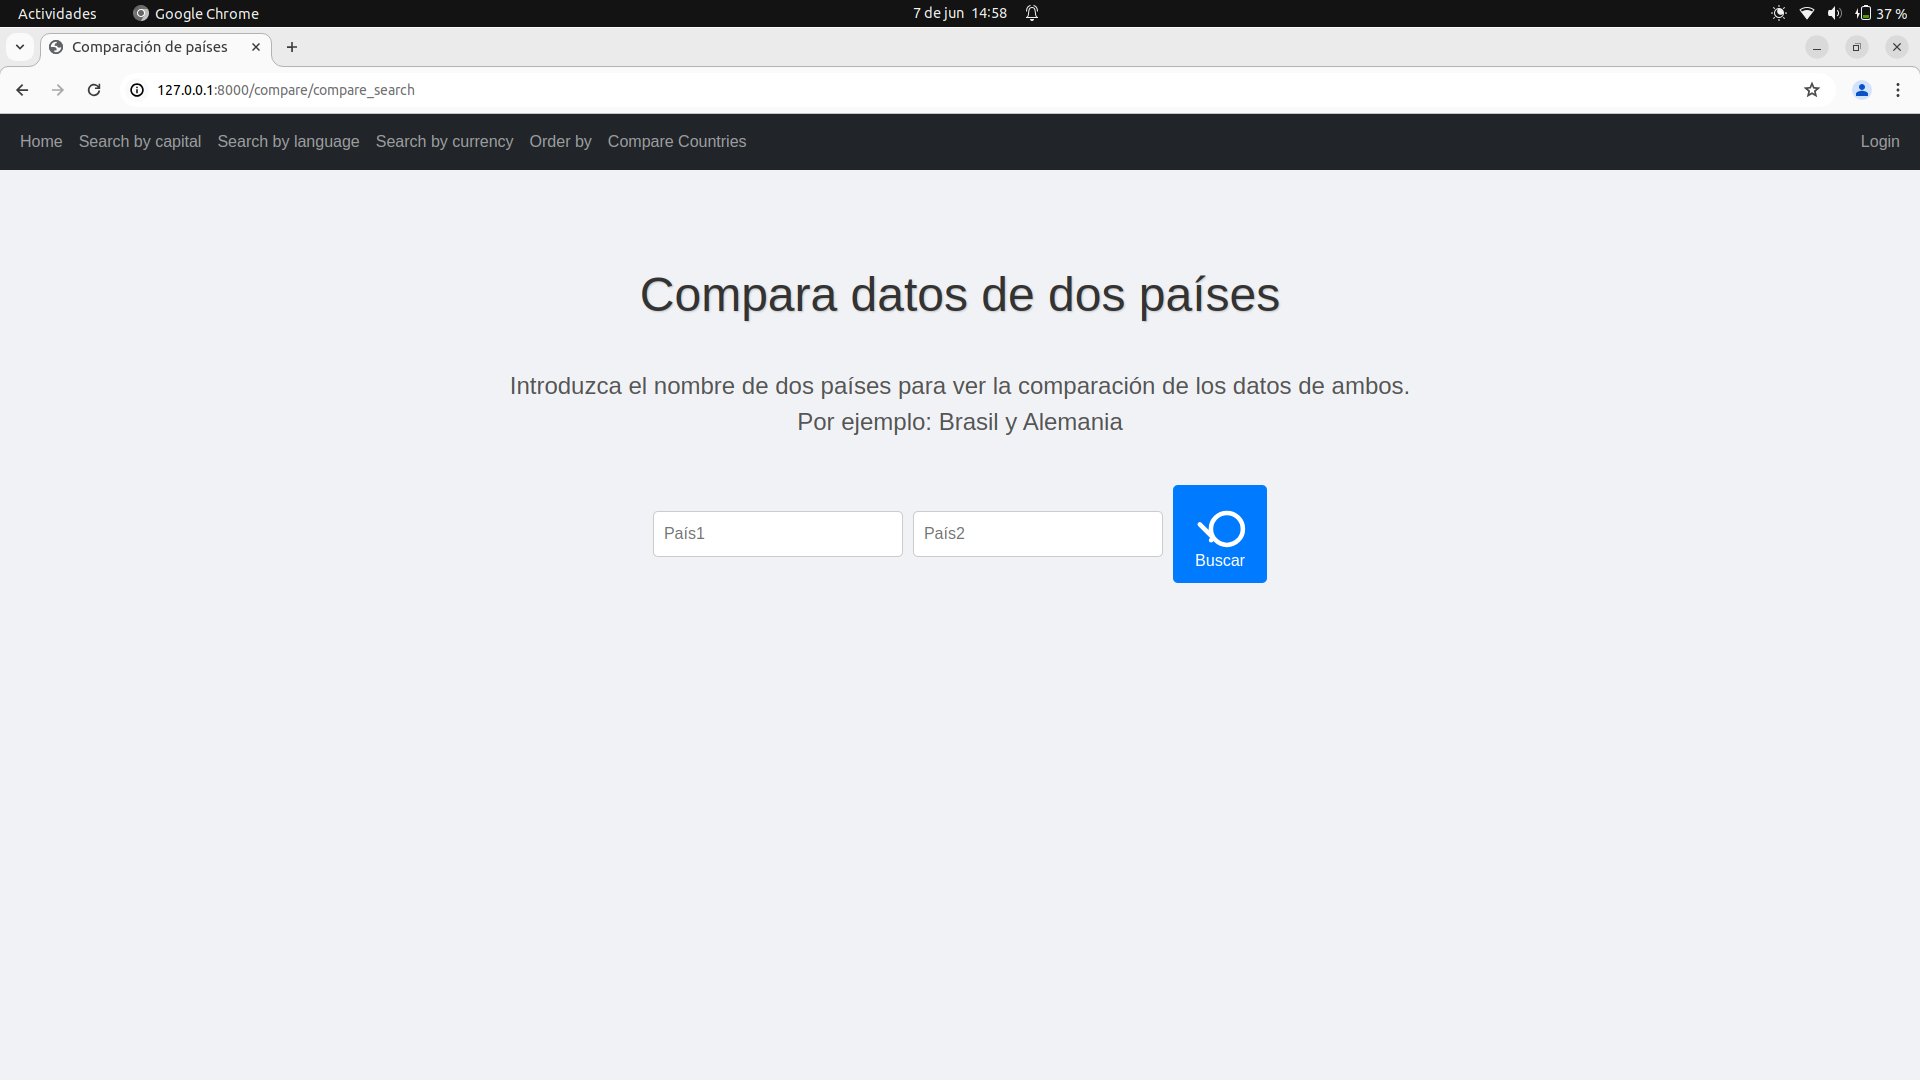 Actividades Google Chrome 7 de jun 14:58 37 %
Comparación de países
127.0.0.1:8000/compare/compare_search
Home Search by capital Search by language Search by currency Order by Compare Countries Login
Compara datos de dos países
Introduzca el nombre de dos países para ver la comparación de los datos de ambos.
Por ejemplo: Brasil y Alemania
País1 País2
Buscar